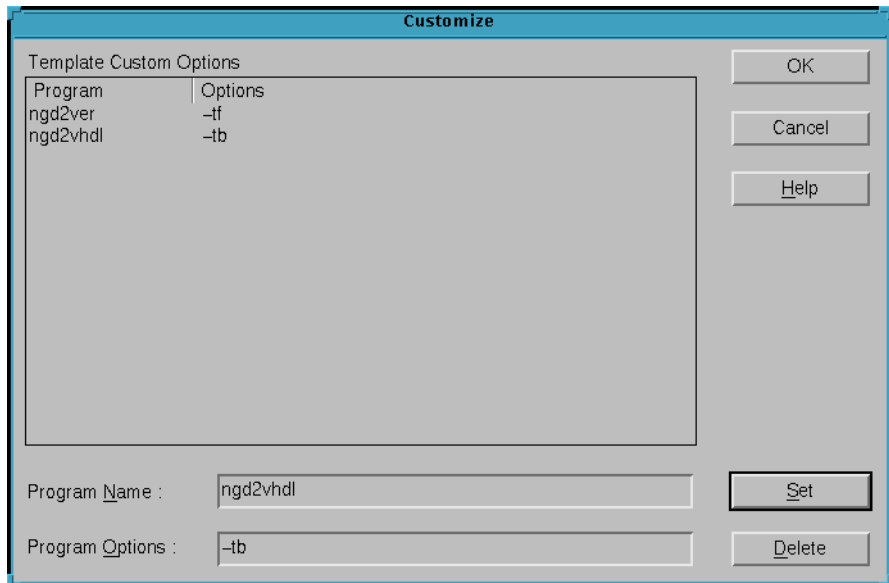 Customize
Template Custom Options
OK
Program Options
ngd2ver –tf
ngd2vhdl –tb
Cancel
Help
Program Name : ngd2vhdl
Set
Program Options : –tb
Delete